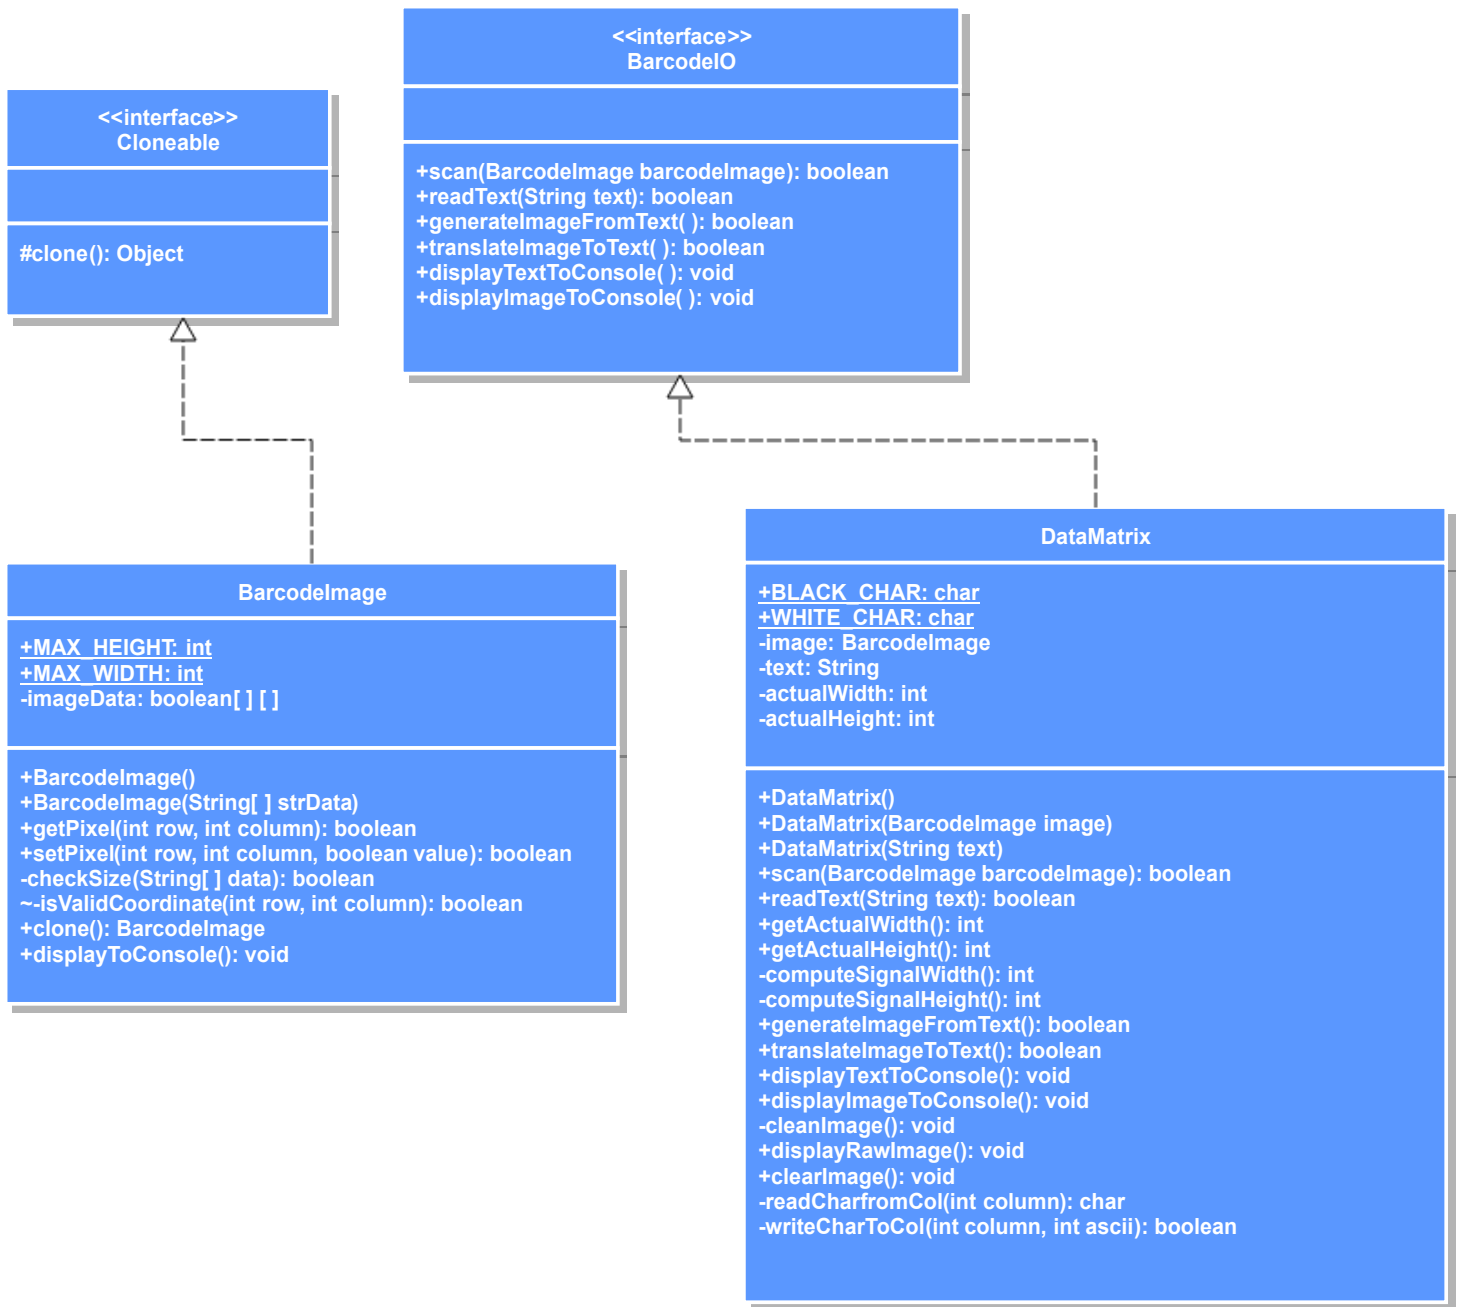 <<interface>>
BarcodeIO
+scan(BarcodeImage barcodeImage): boolean
+readText(String text): boolean
+generateImageFromText( ): boolean
+translateImageToText( ): boolean
+displayTextToConsole( ): void
+displayImageToConsole( ): void
<<interface>>
Cloneable
#clone(): Object
BarcodeImage
+MAX_HEIGHT: int
+MAX_WIDTH: int
-imageData: boolean[ ] [ ]
+BarcodeImage()
+BarcodeImage(String[ ] strData)
+getPixel(int row, int column): boolean
+setPixel(int row, int column, boolean value): boolean
-checkSize(String[ ] data): boolean
~-isValidCoordinate(int row, int column): boolean
+clone(): BarcodeImage
+displayToConsole(): void
DataMatrix
+BLACK_CHAR: char
+WHITE_CHAR: char
-image: BarcodeImage
-text: String
-actualWidth: int
-actualHeight: int
+DataMatrix()
+DataMatrix(BarcodeImage image)
+DataMatrix(String text)
+scan(BarcodeImage barcodeImage): boolean
+readText(String text): boolean
+getActualWidth(): int
+getActualHeight(): int
-computeSignalWidth(): int
-computeSignalHeight(): int
+generateImageFromText(): boolean
+translateImageToText(): boolean
+displayTextToConsole(): void
+displayImageToConsole(): void
-cleanImage(): void
+displayRawImage(): void
+clearImage(): void
-readCharfromCol(int column): char
-writeCharToCol(int column, int ascii): boolean